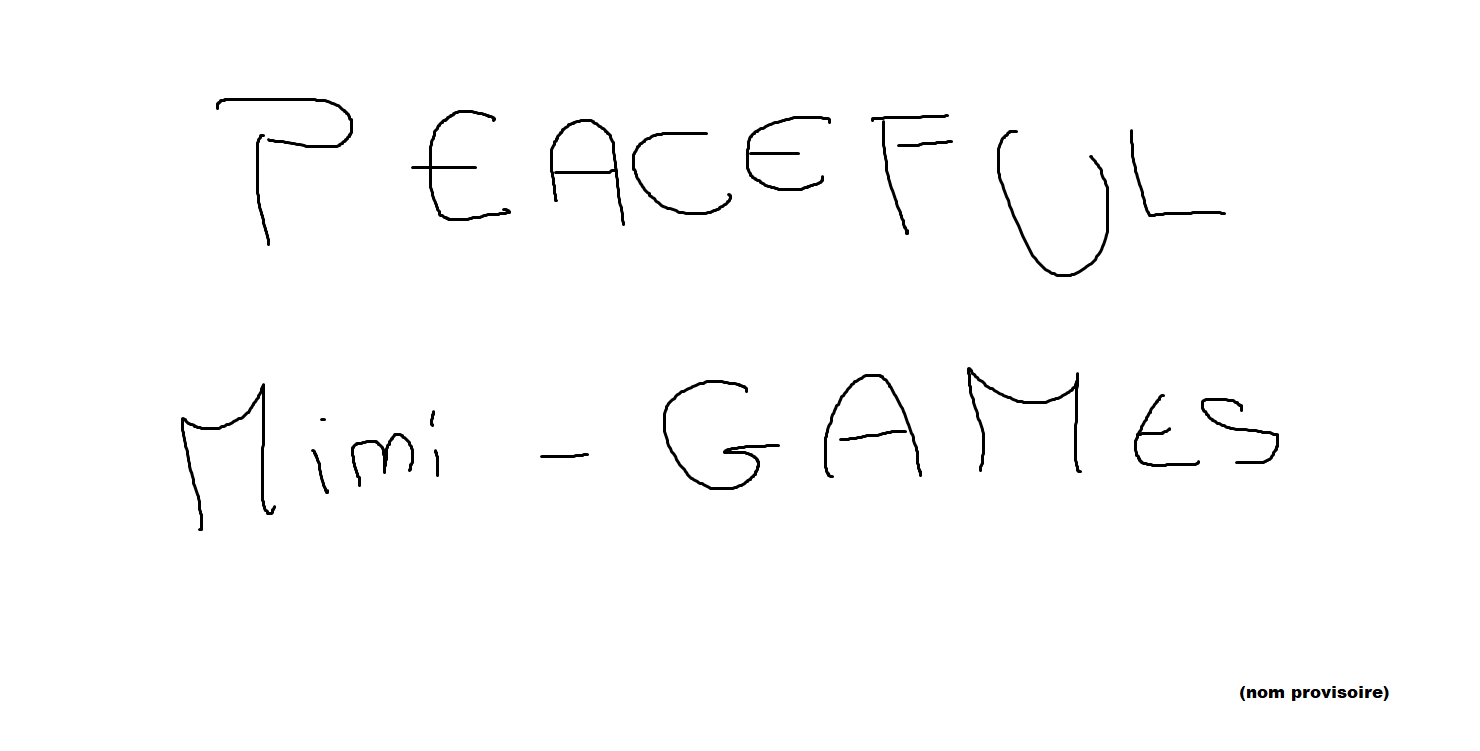 PEACEFUL
Mimi - GAMES
(nom provisoire)